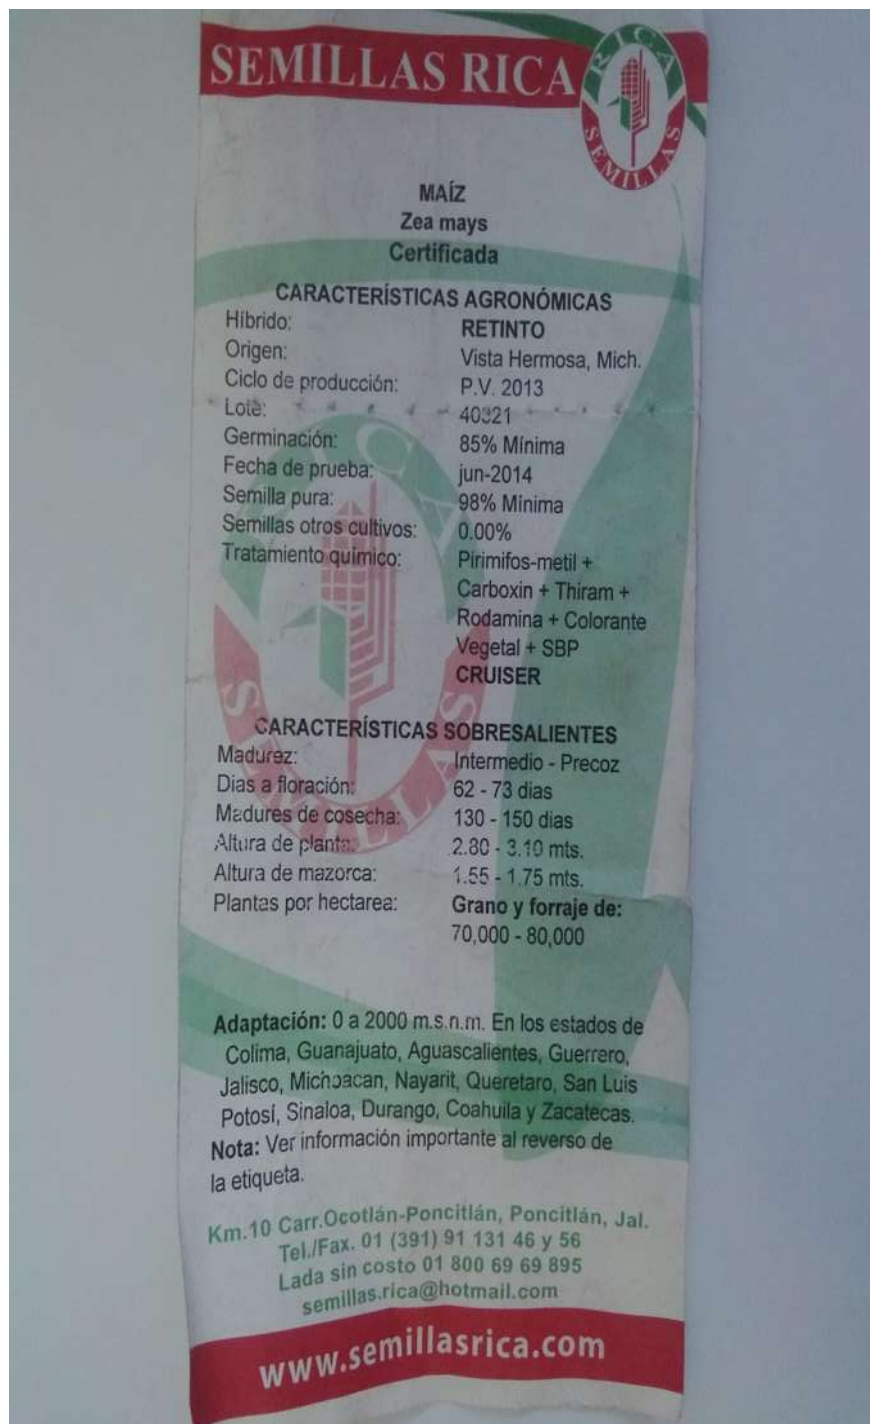 SEMILLAS RICA
RICA
SEMILLAS
MAÍZ
Zea mays
Certificada
CARACTERÍSTICAS AGRONÓMICAS
Híbrido: RETINTO
Origen: Vista Hermosa, Mich.
Ciclo de producción: P.V. 2013
Lote: 40321
Germinación: 85% Mínima
Fecha de prueba: jun-2014
Semilla pura: 98% Mínima
Semillas otros cultivos: 0.00%
Tratamiento químico: Pirimifos-metil +
Carboxin + Thiram +
Rodamina + Colorante
Vegetal + SBP
CRUISER
RICA
SEMILLAS
CARACTERÍSTICAS SOBRESALIENTES
Madurez: Intermedio - Precoz
Dias a floración: 62 - 73 dias
Madures de cosecha: 130 - 150 dias
Altura de planta: 2.80 - 3.10 mts.
Altura de mazorca: 1.55 - 1.75 mts.
Plantas por hectarea: Grano y forraje de:
70,000 - 80,000
Adaptación: 0 a 2000 m.s.n.m. En los estados de
Colima, Guanajuato, Aguascalientes, Guerrero,
Jalisco, Michoacan, Nayarit, Queretaro, San Luis
Potosí, Sinaloa, Durango, Coahuila y Zacatecas.
Nota: Ver información importante al reverso de
la etiqueta.
Km.10 Carr.Ocotlán-Poncitlán, Poncitlán, Jal.
Tel./Fax. 01 (391) 91 131 46 y 56
Lada sin costo 01 800 69 69 895
semillas.rica@hotmail.com
www.semillasrica.com